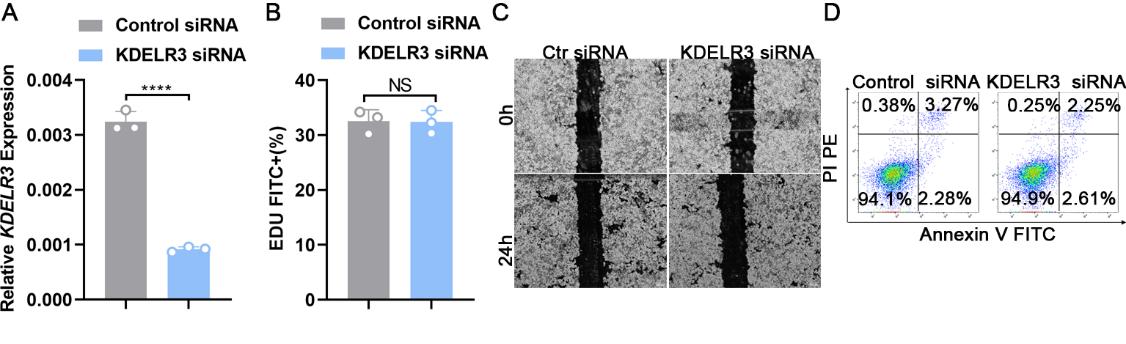 A
Control siRNA
KDELR3 siRNA
Relative KDELR3 Expression
0.004
0.003
0.002
0.001
0.000
****
B
Control siRNA
KDELR3 siRNA
EDU FITC+(%)
40
30
20
10
0
NS
C
Ctr siRNA KDELR3 siRNA
0h
24h
D
Control siRNA KDELR3 siRNA
0.38% 3.27% 0.25% 2.25%
94.1% 2.28% 94.9% 2.61%
PI PE
Annexin V FITC